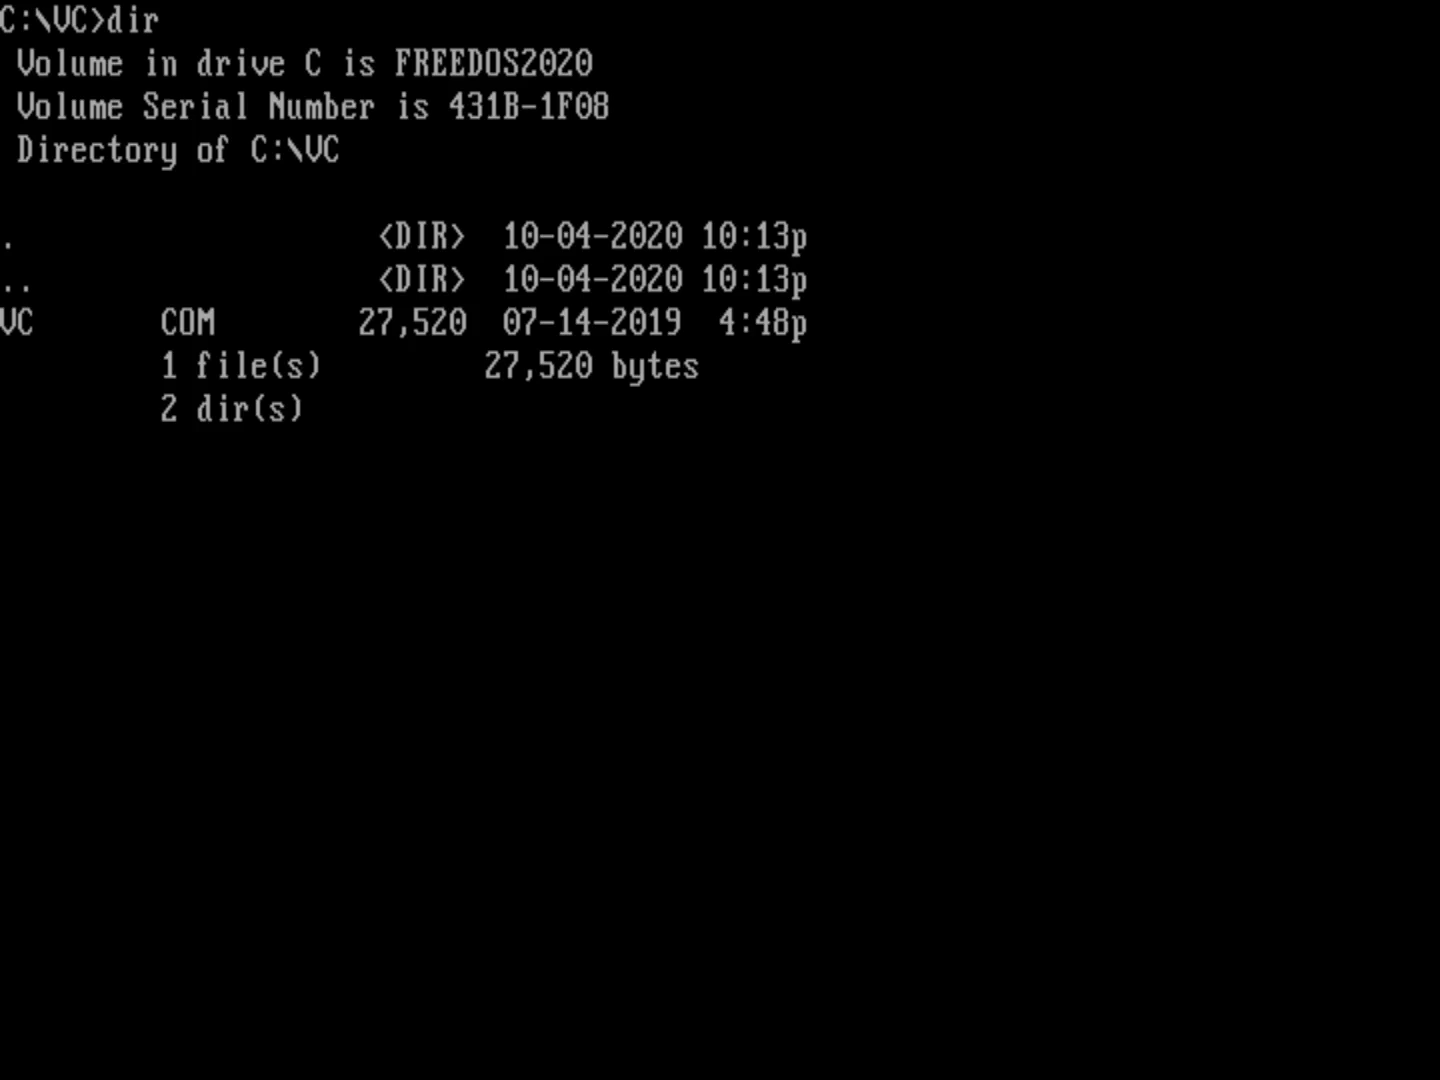 C:\VC>dir
Volume in drive C is FREEDOS2020
Volume Serial Number is 431B-1F08
Directory of C:\VC
. <DIR> 10-04-2020 10:13p
.. <DIR> 10-04-2020 10:13p
VC COM 27,520 07-14-2019 4:48p
1 file(s) 27,520 bytes
2 dir(s)